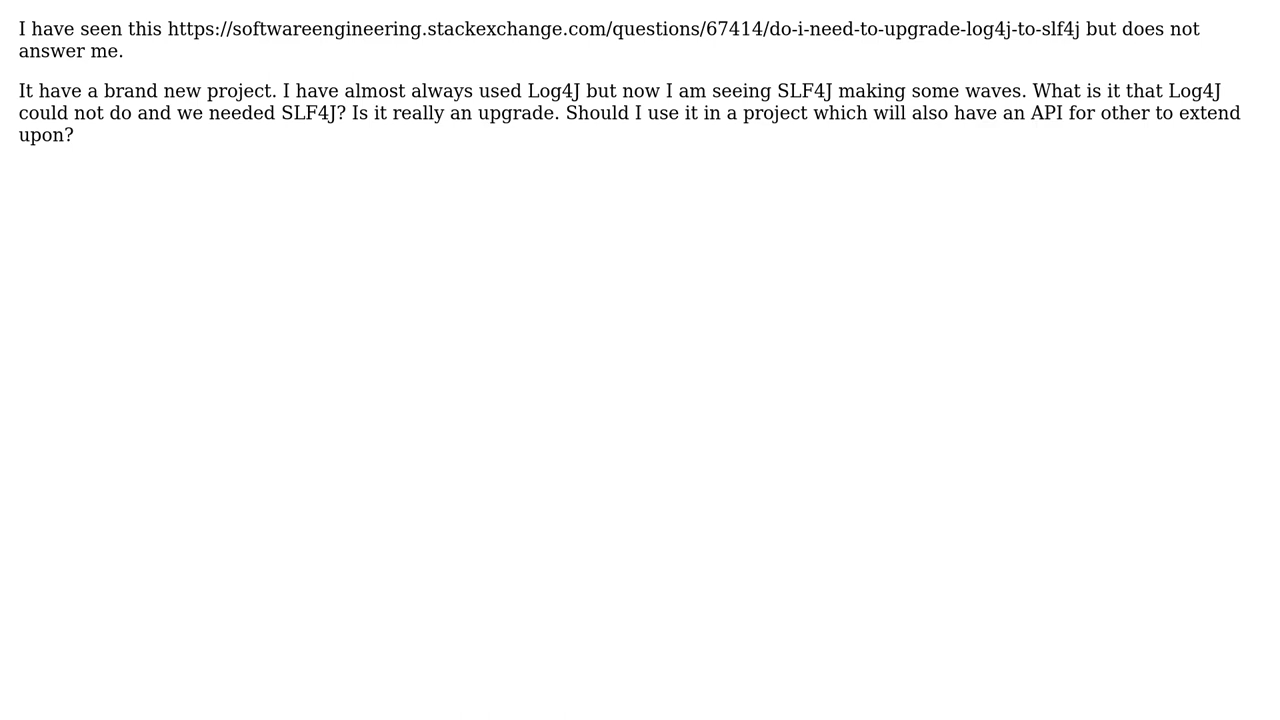 I have seen this https://softwareengineering.stackexchange.com/questions/67414/do-i-need-to-upgrade-log4j-to-slf4j but does not
answer me.
It have a brand new project. I have almost always used Log4J but now I am seeing SLF4J making some waves. What is it that Log4J
could not do and we needed SLF4J? Is it really an upgrade. Should I use it in a project which will also have an API for other to extend
upon?